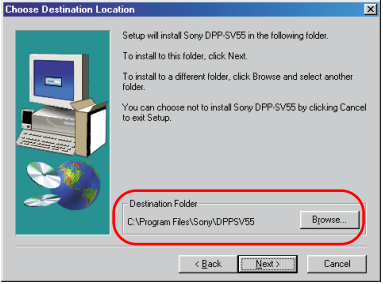 Choose Destination Location
Setup will install Sony DPP-SV55 in the following folder.
To install to this folder, click Next.
To install to a different folder, click Browse and select another
folder.
You can choose not to install Sony DPP-SV55 by clicking Cancel
to exit Setup.
Destination Folder
C:\Program Files\Sony\DPPSV55
Browse...
< Back
Next >
Cancel